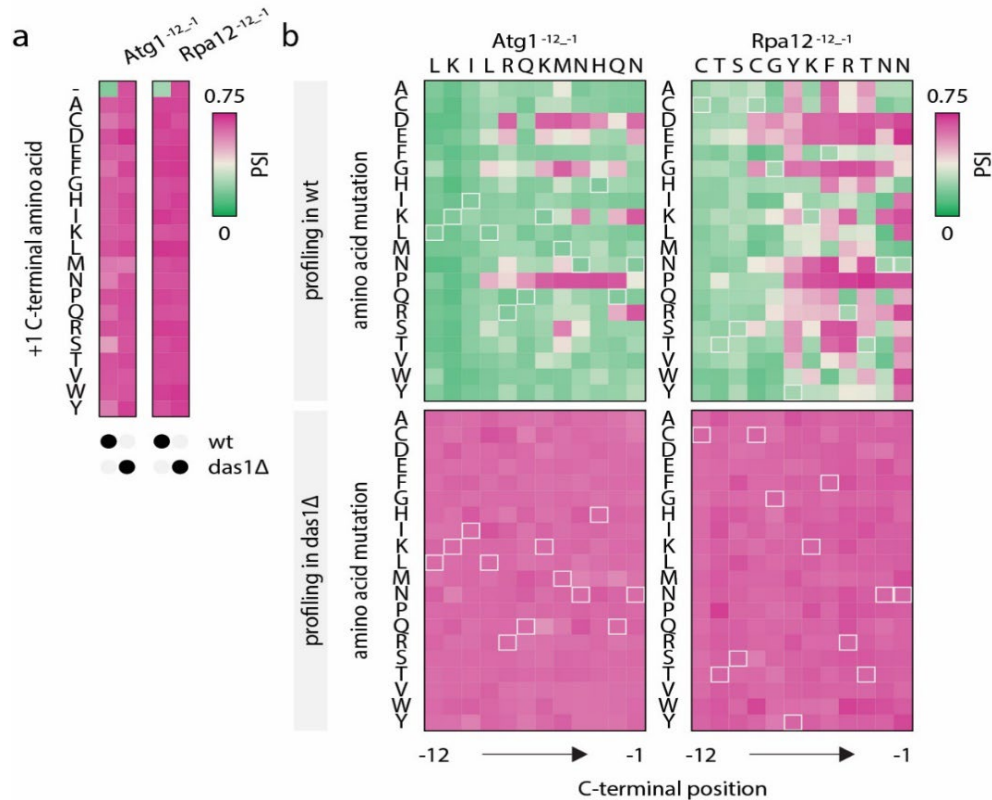 a
Atg1-12_-1
Rpa12-12_-1
+1 C-terminal amino acid
-
A
C
D
E
F
G
H
I
K
L
M
N
P
Q
R
S
T
V
W
Y
0.75
PSI
0
wt
das1Δ
b
Atg1-12_-1
L K I L R Q K M N H Q N
Rpa12-12_-1
C T S C G Y K F R T N N
profiling in wt
amino acid mutation
A
C
D
E
F
G
H
I
K
L
M
N
P
Q
R
S
T
V
W
Y
A
C
D
E
F
G
H
I
K
L
M
N
P
Q
R
S
T
V
W
Y
0.75
PSI
0
profiling in das1Δ
amino acid mutation
A
C
D
E
F
G
H
I
K
L
M
N
P
Q
R
S
T
V
W
Y
A
C
D
E
F
G
H
I
K
L
M
N
P
Q
R
S
T
V
W
Y
-12 -1
-12 -1
C-terminal position